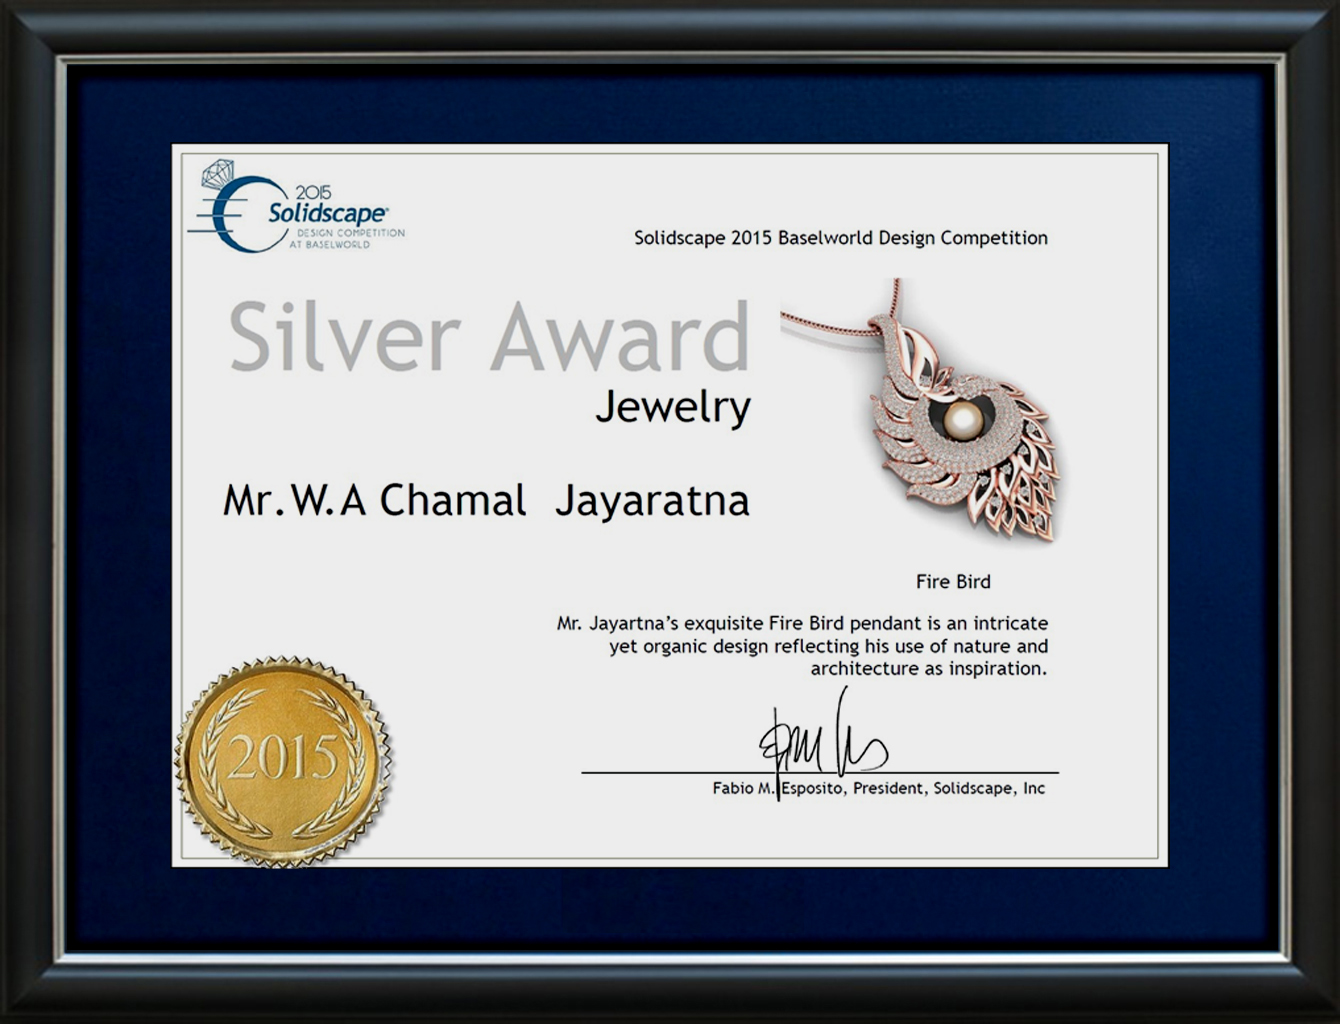 2015
Solidscape®
DESIGN COMPETITION
AT BASELWORLD
Solidscape 2015 Baselworld Design Competition
Silver Award
Jewelry
Mr.W.A Chamal Jayaratna
Fire Bird
Mr. Jayartna's exquisite Fire Bird pendant is an intricate
yet organic design reflecting his use of nature and
architecture as inspiration.
Fabio M. Esposito, President, Solidscape, Inc
2015